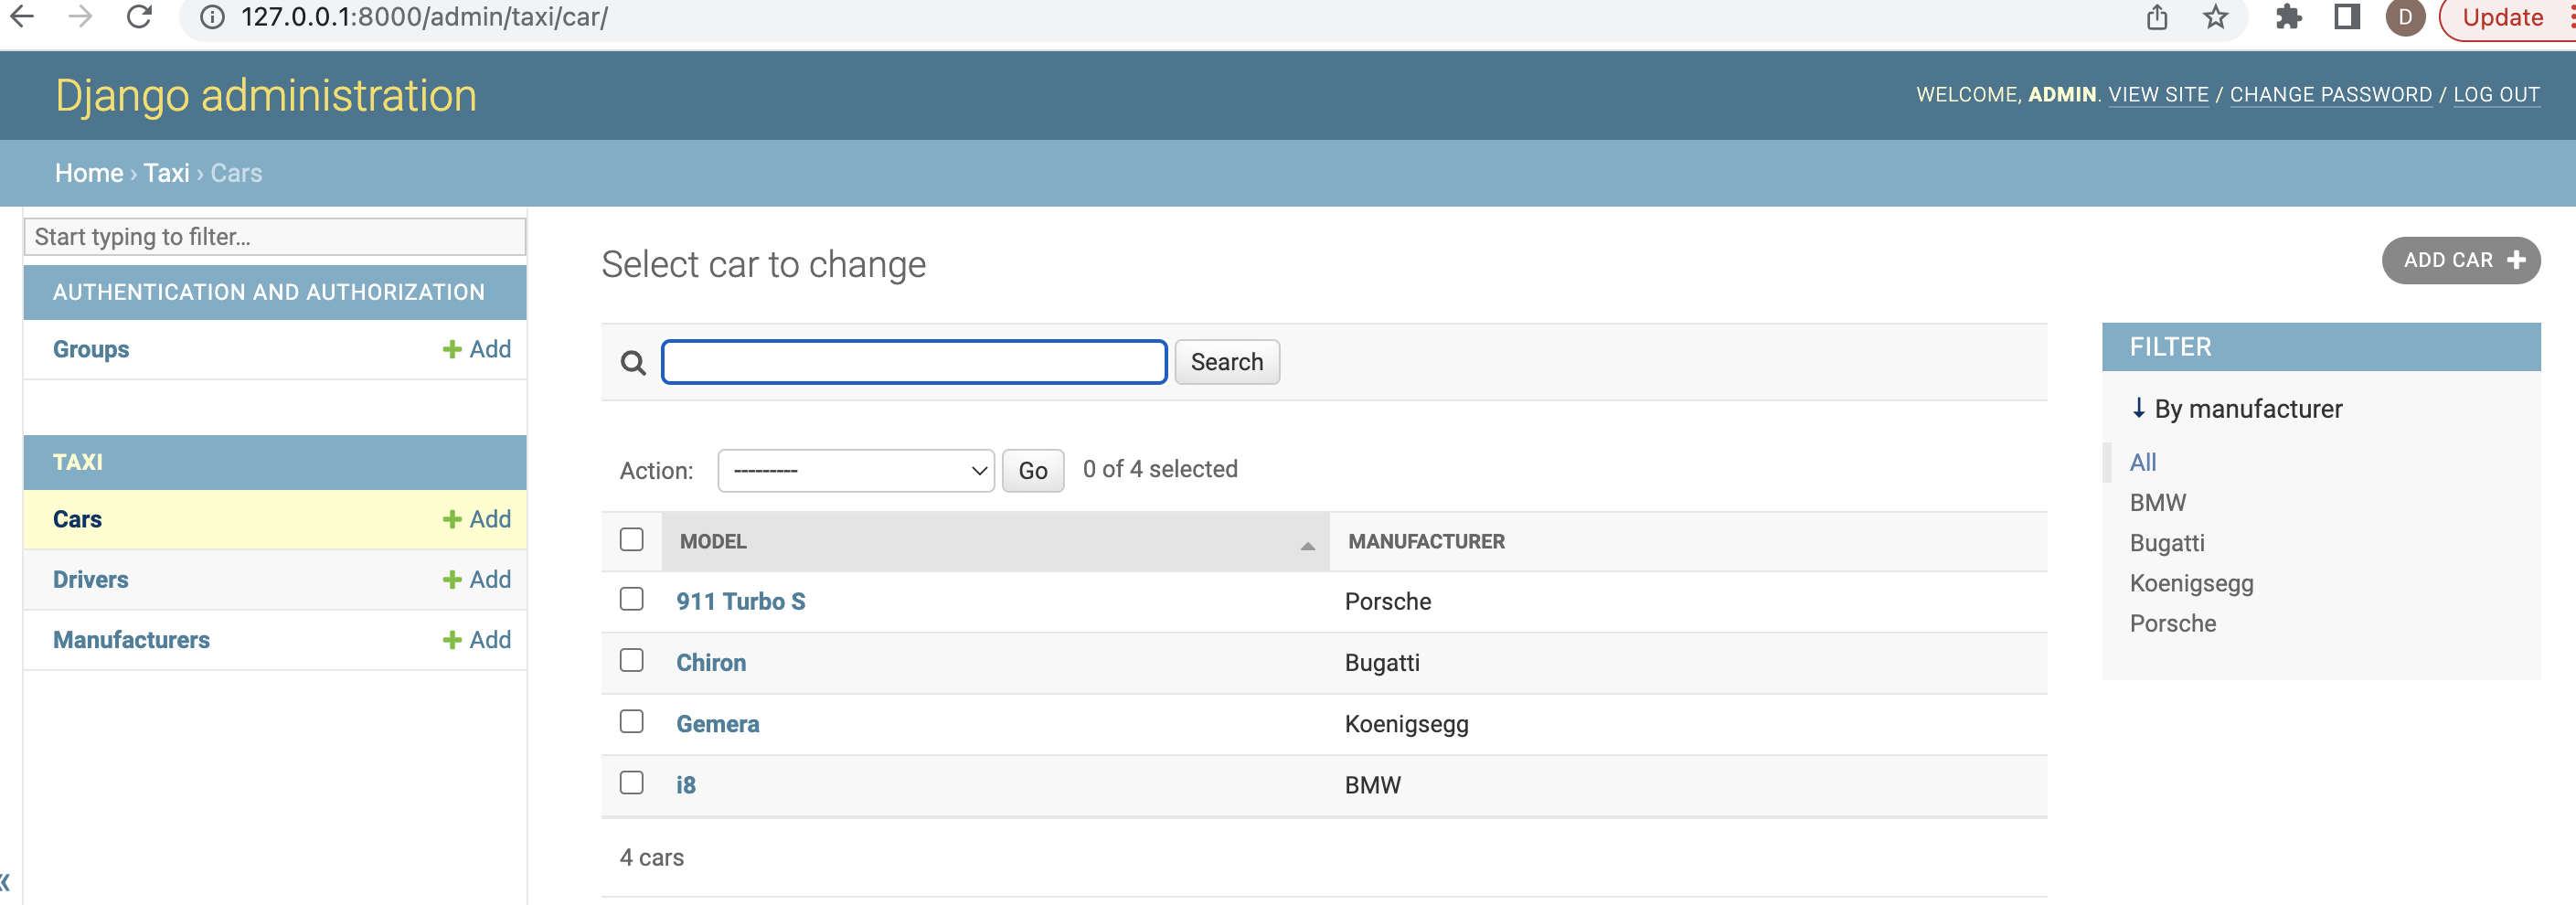 127.0.0.1:8000/admin/taxi/car/
D
Update
Django administration
WELCOME, ADMIN. VIEW SITE / CHANGE PASSWORD / LOG OUT
Home › Taxi › Cars
Start typing to filter...
AUTHENTICATION AND AUTHORIZATION
Groups + Add
TAXI
Cars + Add
Drivers + Add
Manufacturers + Add
«
Select car to change
ADD CAR +
Search
Action: --------- Go 0 of 4 selected
MODEL MANUFACTURER
911 Turbo S Porsche
Chiron Bugatti
Gemera Koenigsegg
i8 BMW
4 cars
FILTER
↓ By manufacturer
All
BMW
Bugatti
Koenigsegg
Porsche